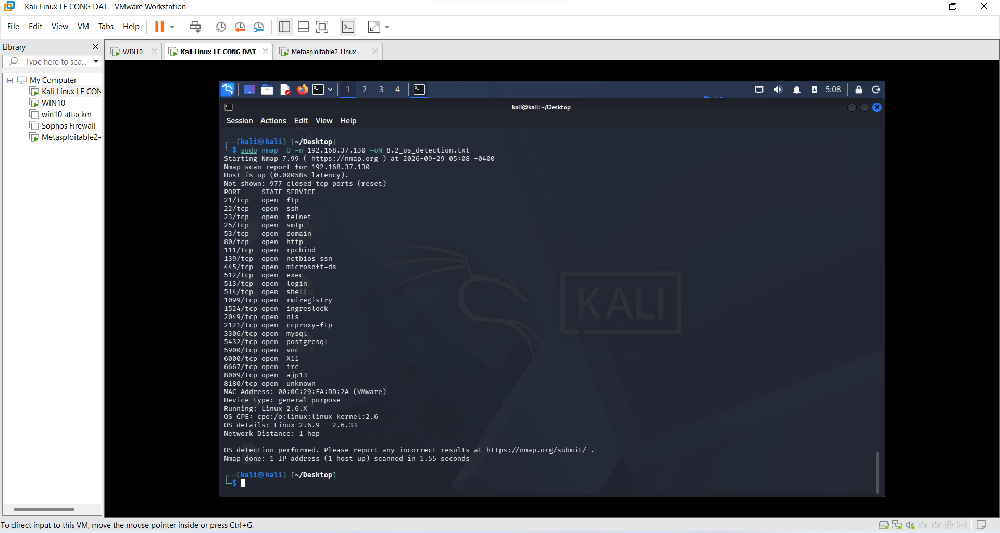 Kali Linux LE CONG DAT - VMware Workstation
File Edit View VM Tabs Help
Library
Type here to sea...
My Computer
Kali Linux LE CON
WIN10
win10 attacker
Sophos Firewall
Metasploitable2-
WIN10 Kali Linux LE CONG DAT Metasploitable2-Linux
1 2 3 4 5:08
kali@kali: ~/Desktop
Session Actions Edit View Help
┌──(kali㉿kali)-[~/Desktop]
└─$ sudo nmap -O -n 192.168.37.130 -oN 8.2_os_detection.txt
Starting Nmap 7.99 ( https://nmap.org ) at 2026-09-29 05:08 -0400
Nmap scan report for 192.168.37.130
Host is up (0.00058s latency).
Not shown: 977 closed tcp ports (reset)
PORT     STATE SERVICE
21/tcp   open  ftp
22/tcp   open  ssh
23/tcp   open  telnet
25/tcp   open  smtp
53/tcp   open  domain
80/tcp   open  http
111/tcp  open  rpcbind
139/tcp  open  netbios-ssn
445/tcp  open  microsoft-ds
512/tcp  open  exec
513/tcp  open  login
514/tcp  open  shell
1099/tcp open  rmiregistry
1524/tcp open  ingreslock
2049/tcp open  nfs
2121/tcp open  ccproxy-ftp
3306/tcp open  mysql
5432/tcp open  postgresql
5900/tcp open  vnc
6000/tcp open  X11
6667/tcp open  irc
8009/tcp open  ajp13
8180/tcp open  unknown
MAC Address: 00:0C:29:FA:DD:2A (VMware)
Device type: general purpose
Running: Linux 2.6.X
OS CPE: cpe:/o:linux:linux_kernel:2.6
OS details: Linux 2.6.9 - 2.6.33
Network Distance: 1 hop
OS detection performed. Please report any incorrect results at https://nmap.org/submit/ .
Nmap done: 1 IP address (1 host up) scanned in 1.55 seconds
┌──(kali㉿kali)-[~/Desktop]
└─$
KALI
To direct input to this VM, move the mouse pointer inside or press Ctrl+G.